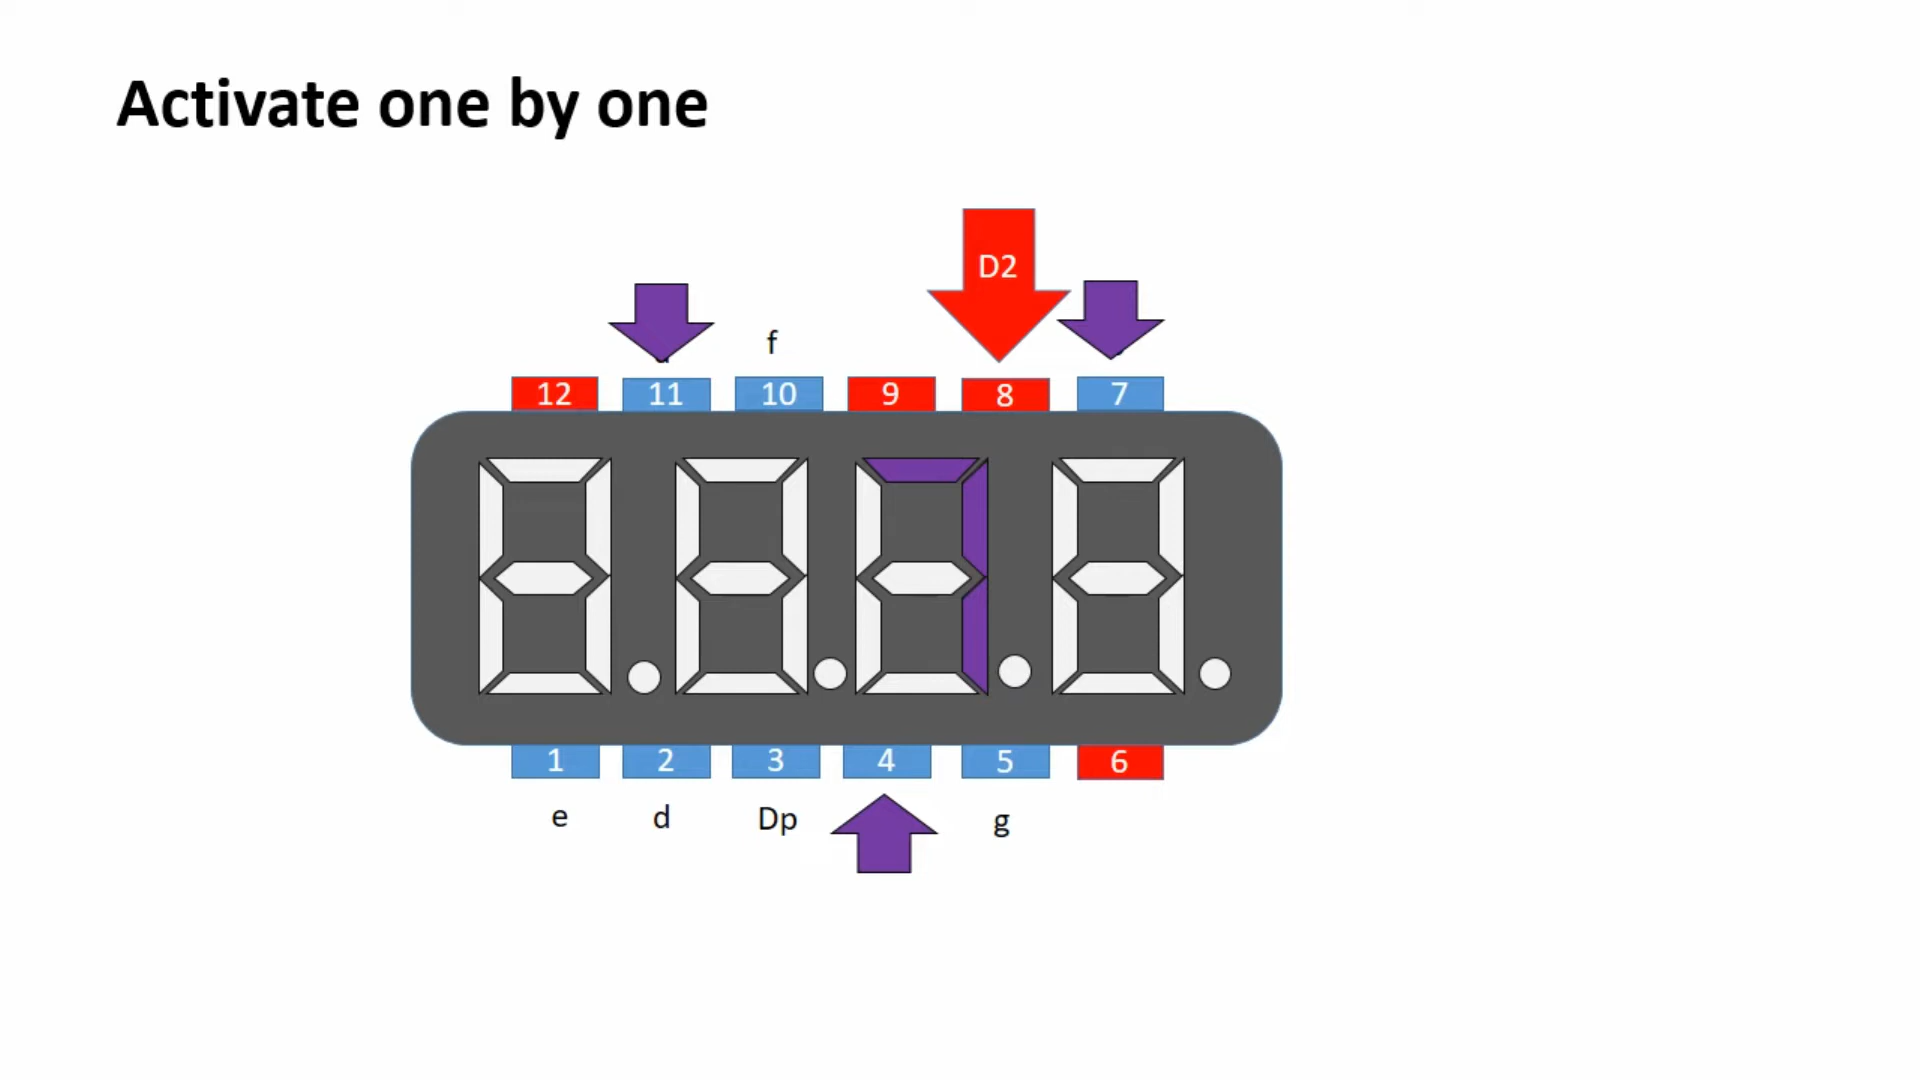 Activate one by one
D2
f
12 11 10 9 8 7
1 2 3 4 5 6
e d Dp g